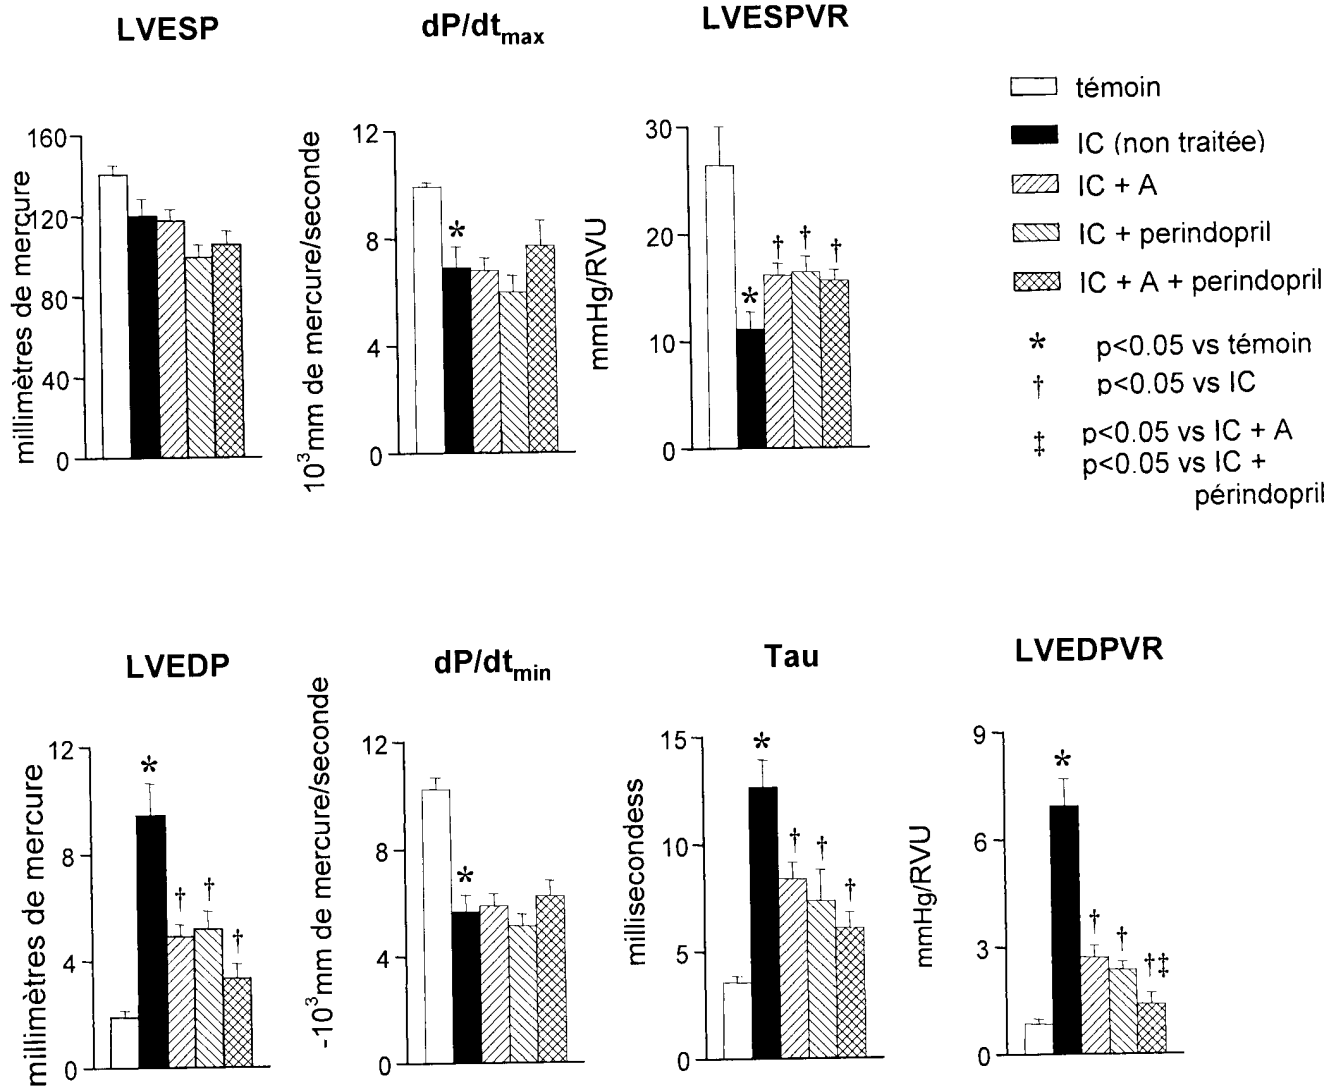 LVESP
dP/dtmax
LVESPVR
millimètres de mercure
160
120
80
40
0
10³mm de mercure/seconde
12
8
4
0
*
mmHg/RVU
30
20
10
0
*
†
†
†
témoin
IC (non traitée)
IC + A
IC + perindopril
IC + A + perindopril
* p<0.05 vs témoin
† p<0.05 vs IC
‡ p<0.05 vs IC + A
p<0.05 vs IC +
périndopril
LVEDP
dP/dtmin
Tau
LVEDPVR
millimètres de mercure
12
8
4
0
*
†
†
†
-10³mm de mercure/seconde
12
8
4
0
*
millisecondess
15
10
5
0
*
†
†
†
mmHg/RVU
9
6
3
0
*
†
†
†‡